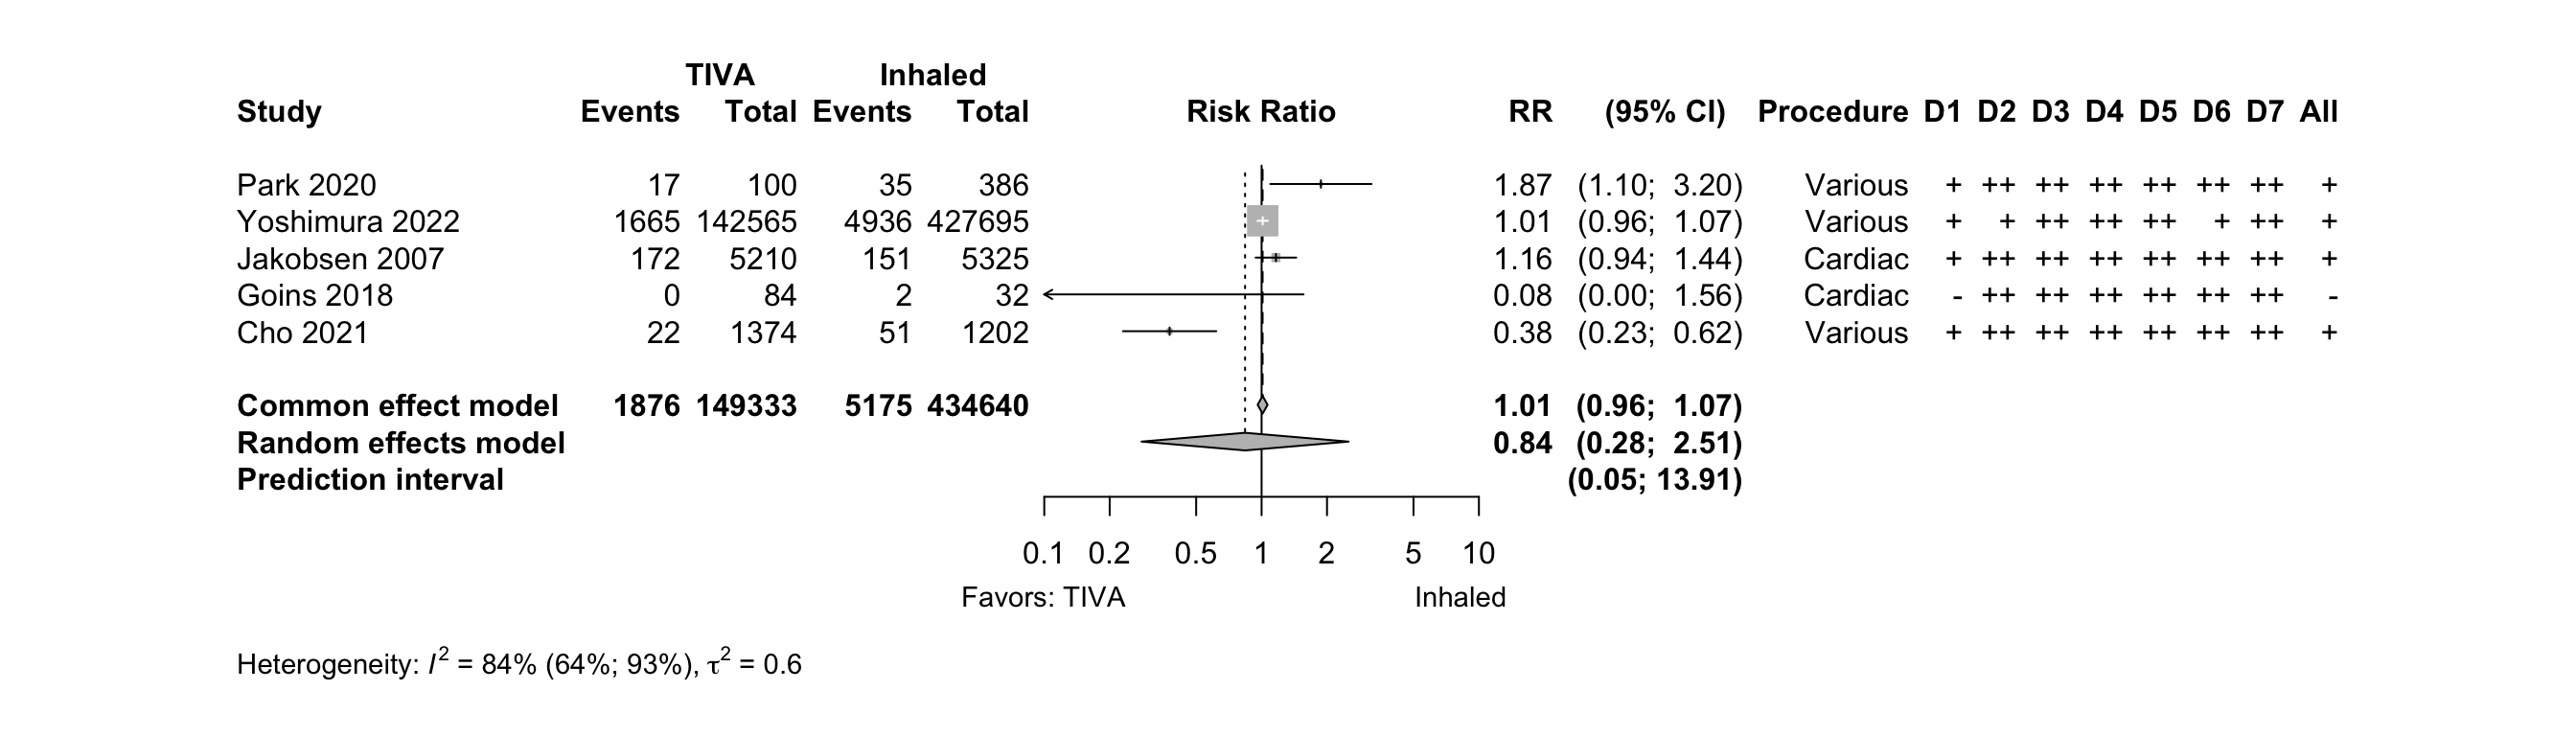 TIVA Inhaled
Study Events Total Events Total Risk Ratio RR (95% CI) Procedure D1 D2 D3 D4 D5 D6 D7 All
Park 2020 17 100 35 386 1.87 (1.10; 3.20) Various + ++ ++ ++ ++ ++ ++ +
Yoshimura 2022 1665 142565 4936 427695 1.01 (0.96; 1.07) Various + + ++ ++ ++ + ++ +
Jakobsen 2007 172 5210 151 5325 1.16 (0.94; 1.44) Cardiac + ++ ++ ++ ++ ++ ++ +
Goins 2018 0 84 2 32 0.08 (0.00; 1.56) Cardiac - ++ ++ ++ ++ ++ ++ -
Cho 2021 22 1374 51 1202 0.38 (0.23; 0.62) Various + ++ ++ ++ ++ ++ ++ +
Common effect model 1876 149333 5175 434640 1.01 (0.96; 1.07)
Random effects model 0.84 (0.28; 2.51)
Prediction interval (0.05; 13.91)
0.1 0.2 0.5 1 2 5 10
Favors: TIVA Inhaled
Heterogeneity: I² = 84% (64%; 93%), τ² = 0.6